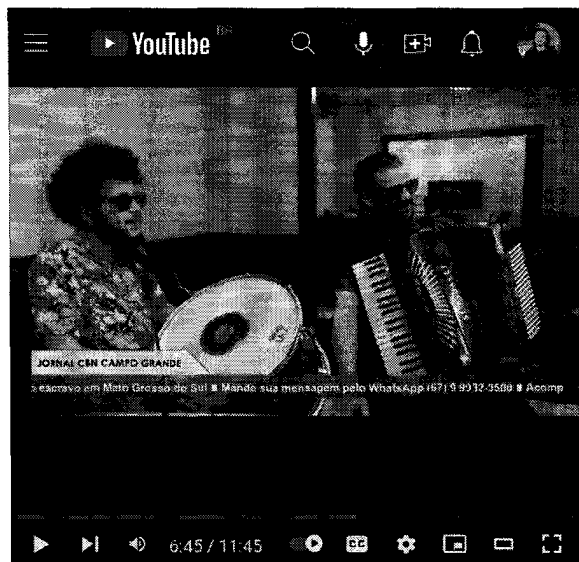 YouTube BR
JORNAL CBN CAMPO GRANDE
o escravo em Mato Grosso do Sul ■ Mande sua mensagem pelo WhatsApp (67) 9 9932-3500 ■ Acomp
6:45 / 11:45
CC